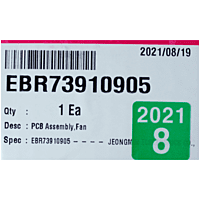 2021/08/19
EBR73910905
Qty : 1 Ea
Desc : PCB Assembly,Fan
Spec : EBR73910905 - - - - JEONGM
2021
8